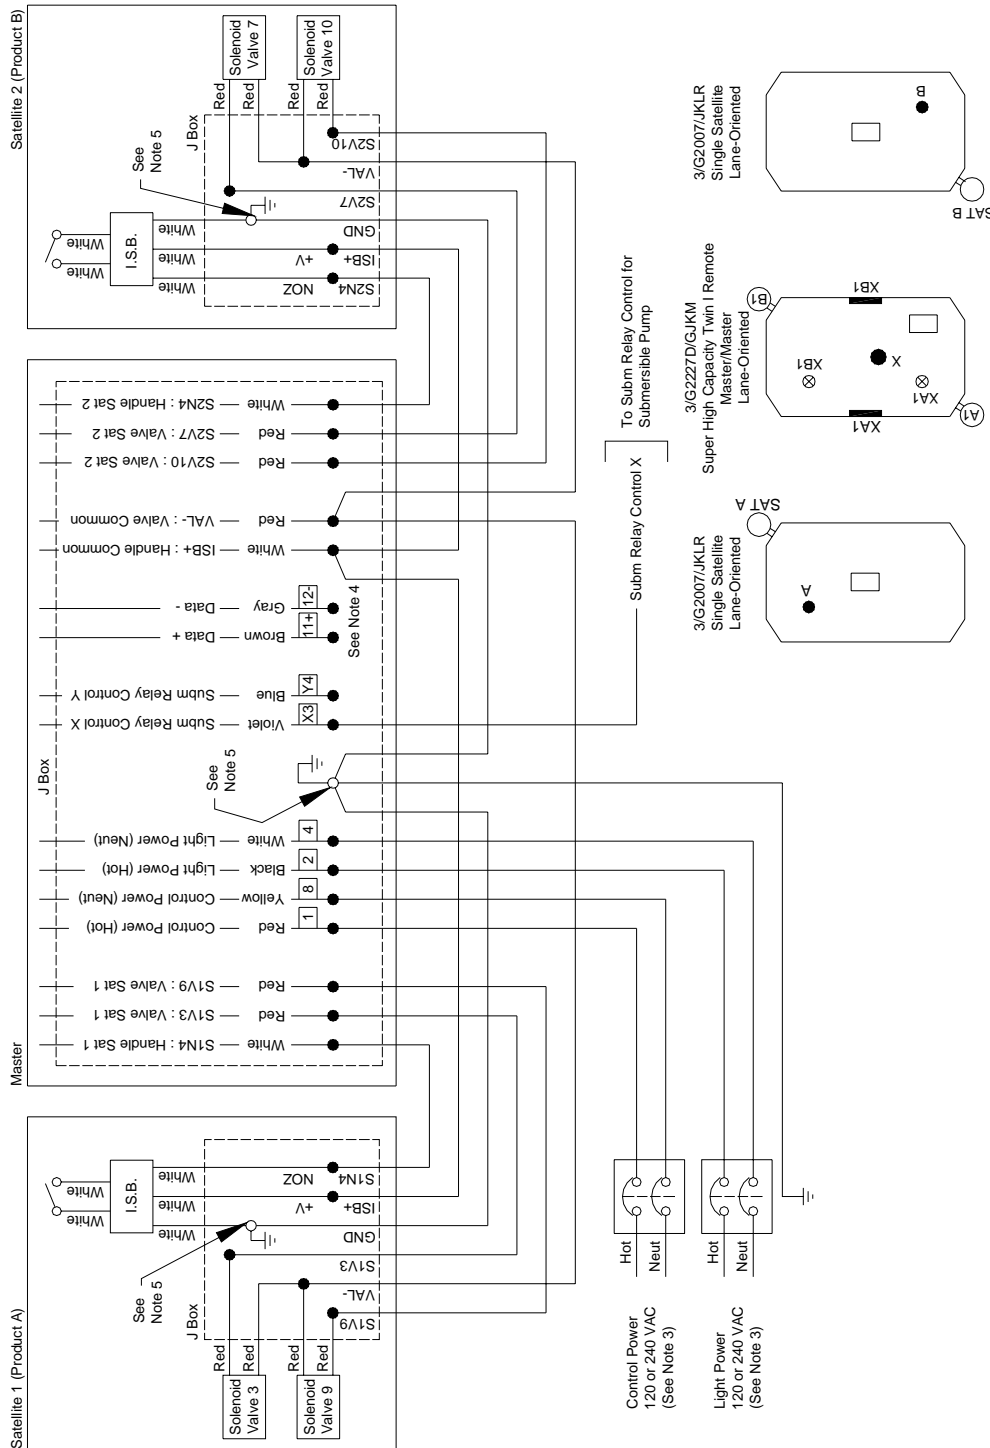 Satellite 2 (Product B)
Solenoid
Valve 7
Solenoid
Valve 10
Red
Red
Red
Red
J Box
See
Note 5
White
White
I.S.B.
White
White
White
S2V10
VAL-
S2V7
GND
ISB+
+V
S2N4
NOZ
Master
J Box
S2N4 : Handle Sat 2
White
S2V7 : Valve Sat 2
Red
S2V10 : Valve Sat 2
Red
VAL- : Valve Common
Red
ISB+ : Handle Common
White
Data -
Gray
12-
Data +
Brown
11+
See Note 4
Subm Relay Control Y
Blue
Y4
Subm Relay Control X
Violet
X3
See
Note 5
Light Power (Neut)
White
4
Light Power (Hot)
Black
2
Control Power (Neut)
Yellow
8
Control Power (Hot)
Red
1
S1V9 : Valve Sat 1
Red
S1V3 : Valve Sat 1
Red
S1N4 : Handle Sat 1
White
Satellite 1 (Product A)
White
White
I.S.B.
White
White
White
NOZ
S1N4
+V
ISB+
GND
S1V3
VAL-
S1V9
See
Note 5
J Box
Red
Red
Red
Red
Solenoid
Valve 3
Solenoid
Valve 9
To Subm Relay Control for
Submersible Pump
Subm Relay Control X
Hot
Neut
Hot
Neut
Control Power
120 or 240 VAC
(See Note 3)
Light Power
120 or 240 VAC
(See Note 3)
3/G2007/JKLR
Single Satellite
Lane-Oriented
B
SAT B
3/G2227D/GJKM
Super High Capacity Twin I Remote
Master/Master
Lane-Oriented
B1
XB1
XB1
X
XA1
XA1
A1
3/G2007/JKLR
Single Satellite
Lane-Oriented
SAT A
A